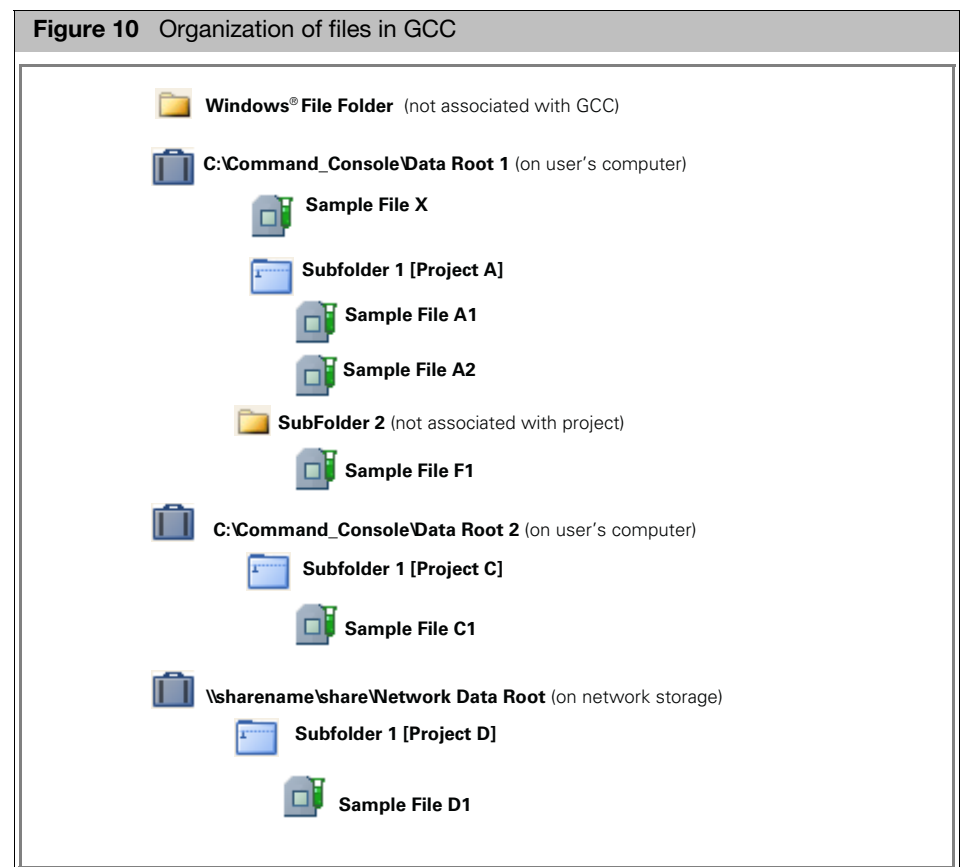 Figure 10 Organization of files in GCC
Windows® File Folder (not associated with GCC)
C:\Command_Console\Data Root 1 (on user's computer)
Sample File X
Subfolder 1 [Project A]
Sample File A1
Sample File A2
SubFolder 2 (not associated with project)
Sample File F1
C:\Command_Console\Data Root 2 (on user's computer)
Subfolder 1 [Project C]
Sample File C1
\\sharename\share\Network Data Root (on network storage)
Subfolder 1 [Project D]
Sample File D1